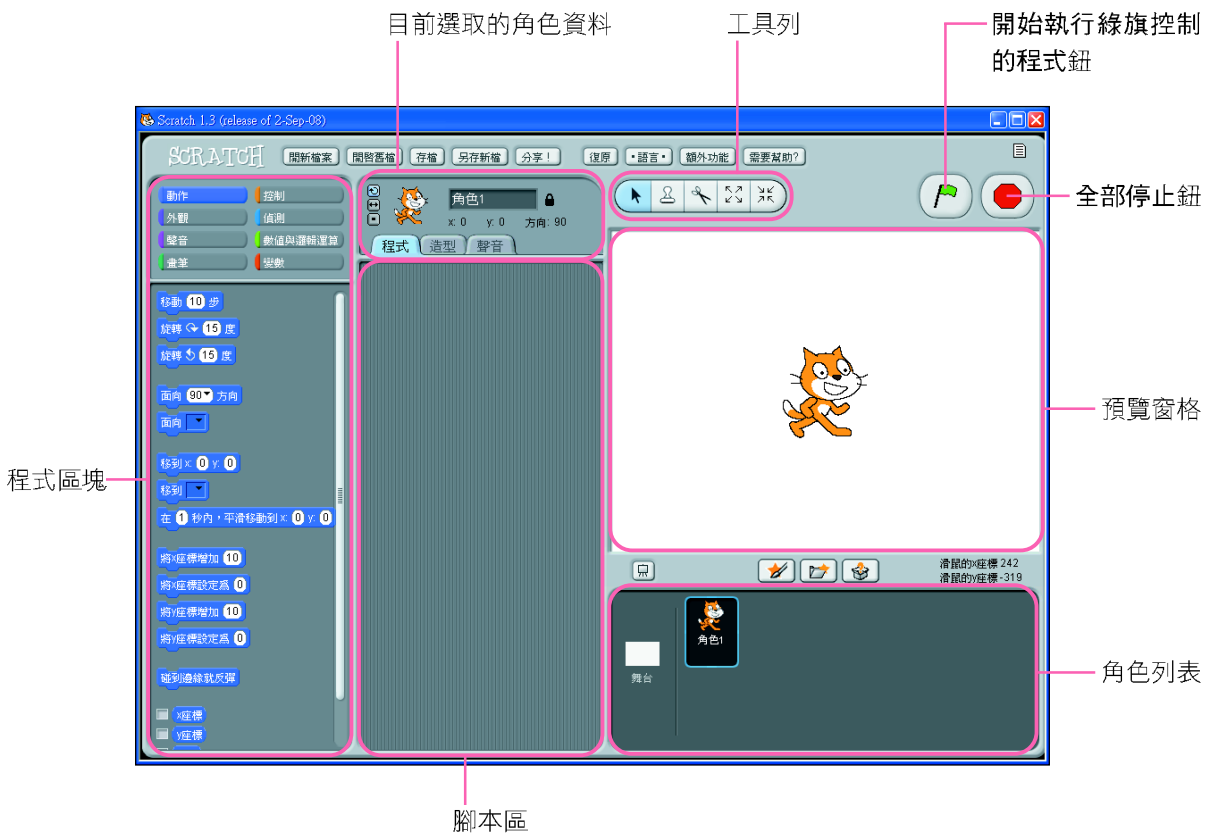 目前選取的角色資料
工具列
開始執行綠旗控制
的程式鈕
Scratch 1.3 (release of 2-Sep-08)
SCRATCH
開新檔案
開啟舊檔
存檔
另存新檔
分享！
復原
•語言•
額外功能
需要幫助?
動作
控制
外觀
偵測
聲音
數值與邏輯運算
畫筆
變數
角色1
x: 0 y: 0 方向: 90
程式
造型
聲音
全部停止鈕
移動 10 步
旋轉 15 度
旋轉 15 度
面向 90 方向
面向
移到 x: 0 y: 0
移到
在 1 秒內，平滑移動到 x: 0 y: 0
將x座標增加 10
將x座標設定為 0
將y座標增加 10
將y座標設定為 0
碰到邊緣就反彈
x座標
y座標
程式區塊
預覽窗格
滑鼠的x座標 242
滑鼠的y座標 -319
角色1
舞台
角色列表
腳本區